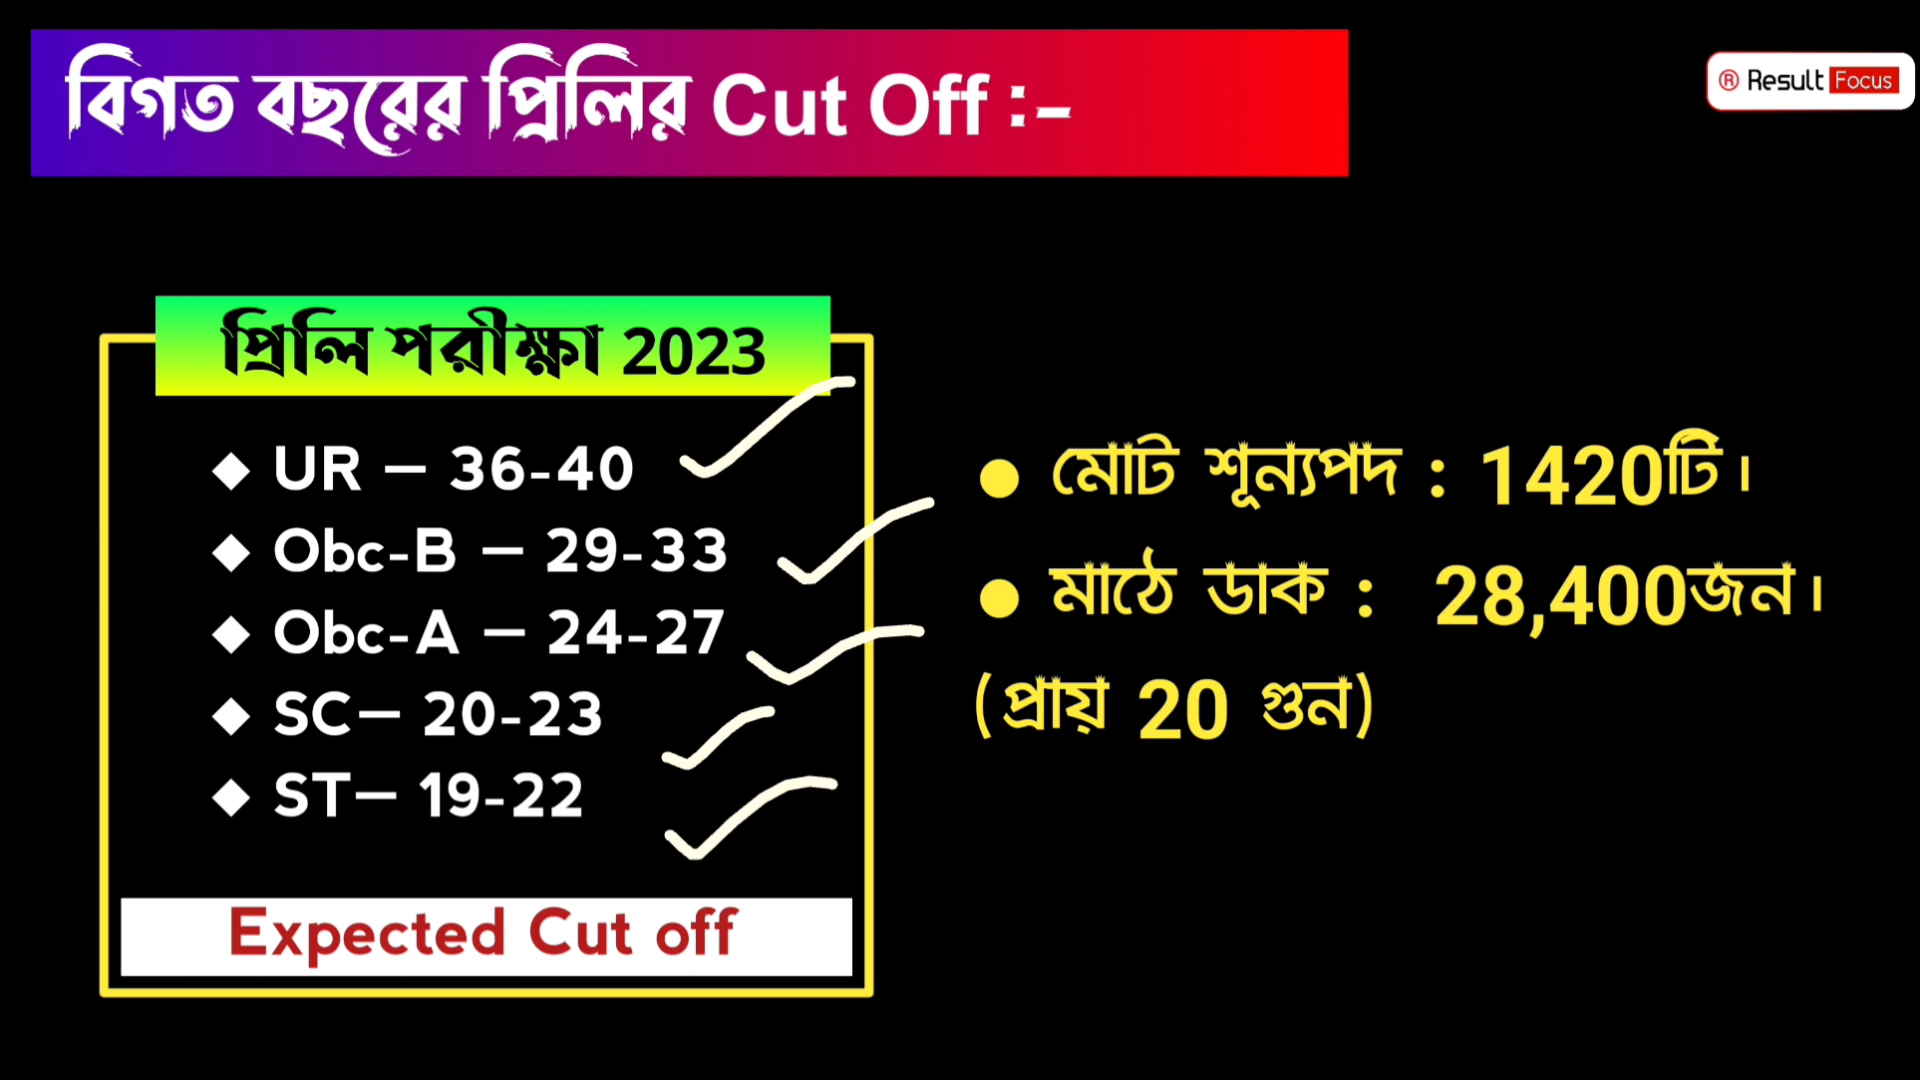 বিগত বছরের প্রিলির Cut Off :-
® Result Focus
প্রিলি পরীক্ষা 2023
◆ UR – 36-40
◆ Obc-B – 29-33
◆ Obc-A – 24-27
◆ SC– 20-23
◆ ST– 19-22
Expected Cut off
● মোট শূন্যপদ : 1420টি।
● মাঠে ডাক : 28,400জন।
(প্রায় 20 গুন)